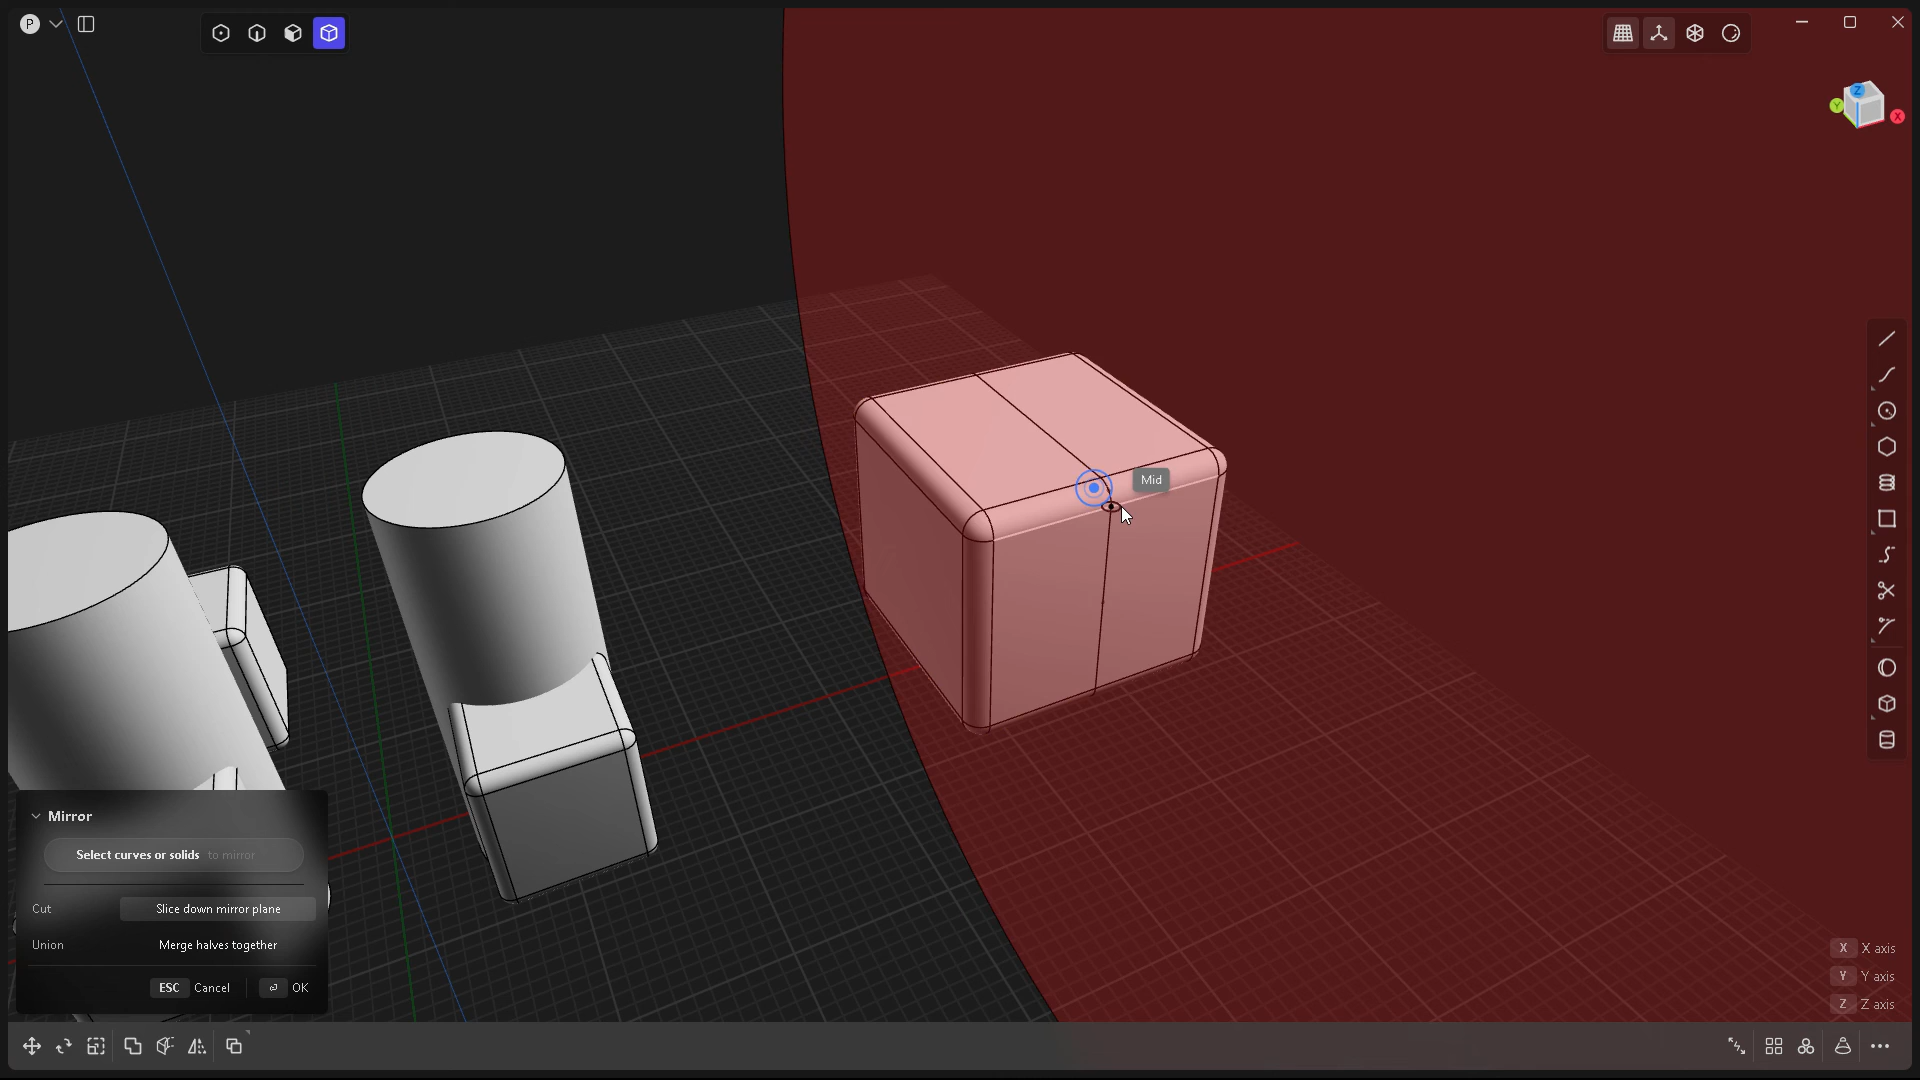 P
Z
Y
X
Mid
Mirror
Select curves or solids to mirror
Cut Slice down mirror plane
Union Merge halves together
ESC Cancel OK
X X axis
Y Y axis
Z Z axis